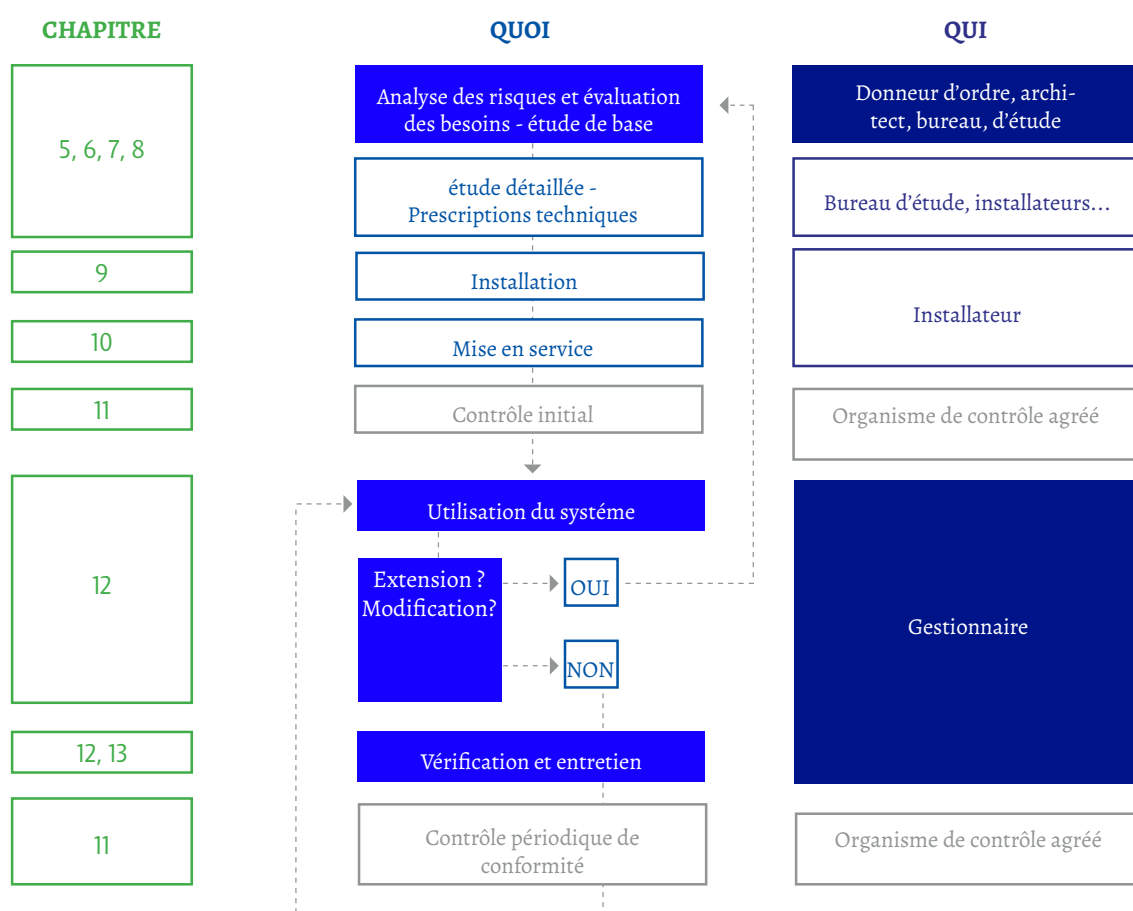 CHAPITRE
QUOI
QUI
5, 6, 7, 8
Analyse des risques et évaluation
des besoins - étude de base
Donneur d’ordre, archi-
tect, bureau, d’étude
étude détaillée -
Prescriptions techniques
Bureau d’étude, installateurs...
9
Installation
Installateur
10
Mise en service
11
Contrôle initial
Organisme de contrôle agréé
12
Utilisation du systéme
Extension ?
Modification?
OUI
NON
Gestionnaire
12, 13
Vérification et entretien
11
Contrôle périodique de
conformité
Organisme de contrôle agréé